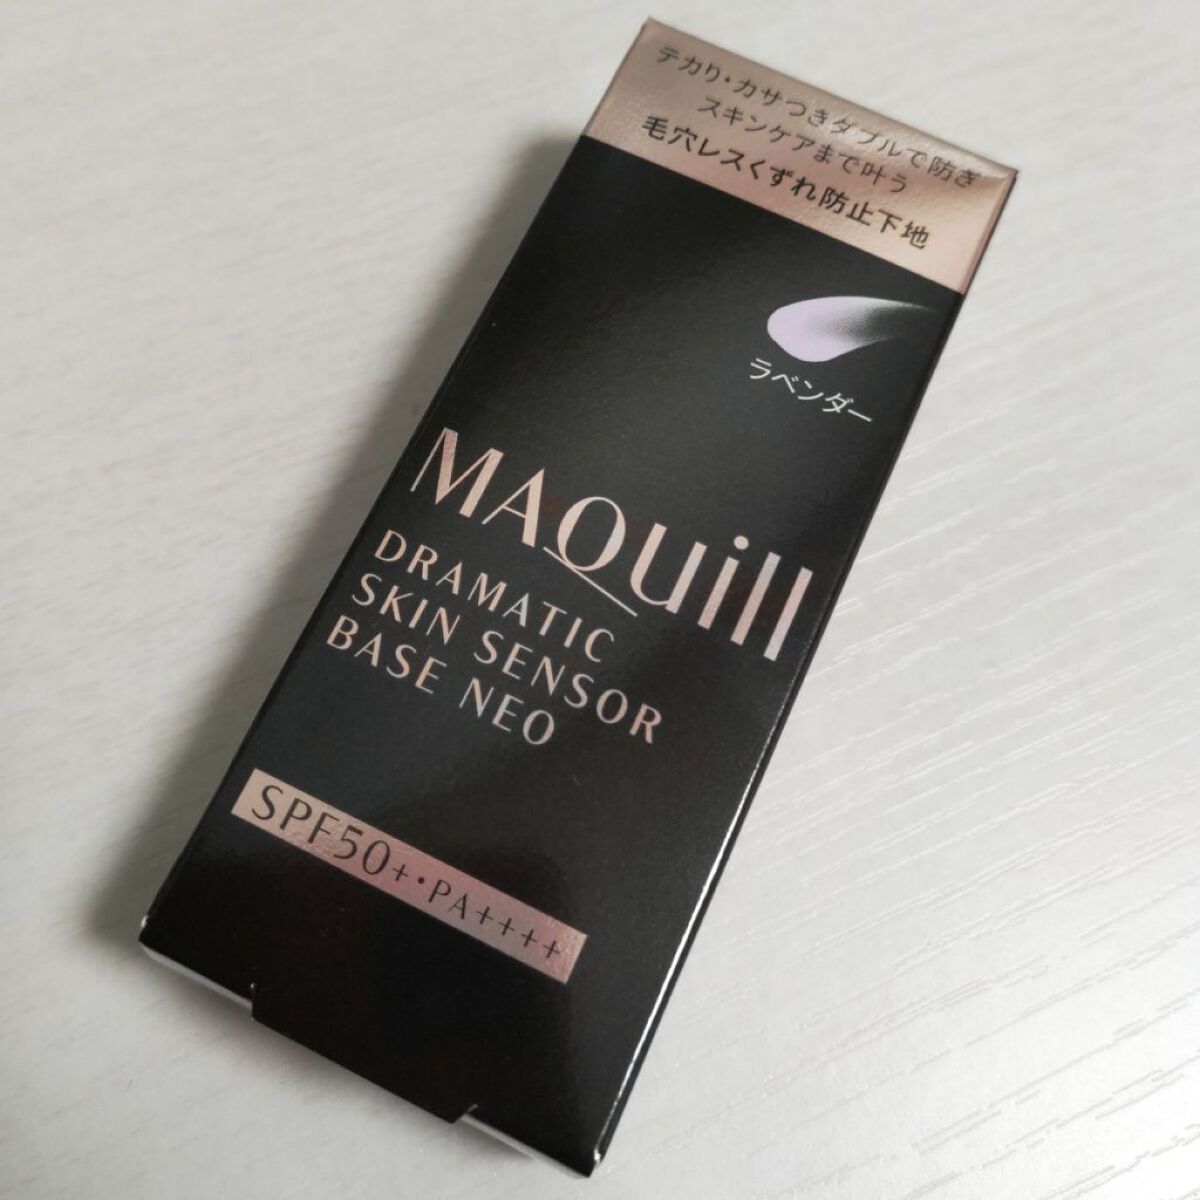 テカリ・カサつきダブルで防ぎ
スキンケアまで叶う
毛穴レスくずれ防止下地
ラベンダー
MAQuill
DRAMATIC
SKIN SENSOR
BASE NEO
SPF50+・PA++++